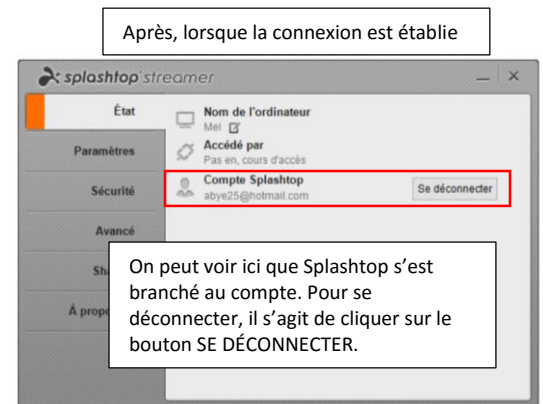 Après, lorsque la connexion est établie
splashtop streamer
État
Nom de l'ordinateur
Mel
Paramètres
Accédé par
Pas en, cours d'accès
Sécurité
Compte Splashtop
abye25@hotmail.com
Se déconnecter
Avancé
On peut voir ici que Splashtop s'est
branché au compte. Pour se
déconnecter, il s'agit de cliquer sur le
bouton SE DÉCONNECTER.
Sh
À prop